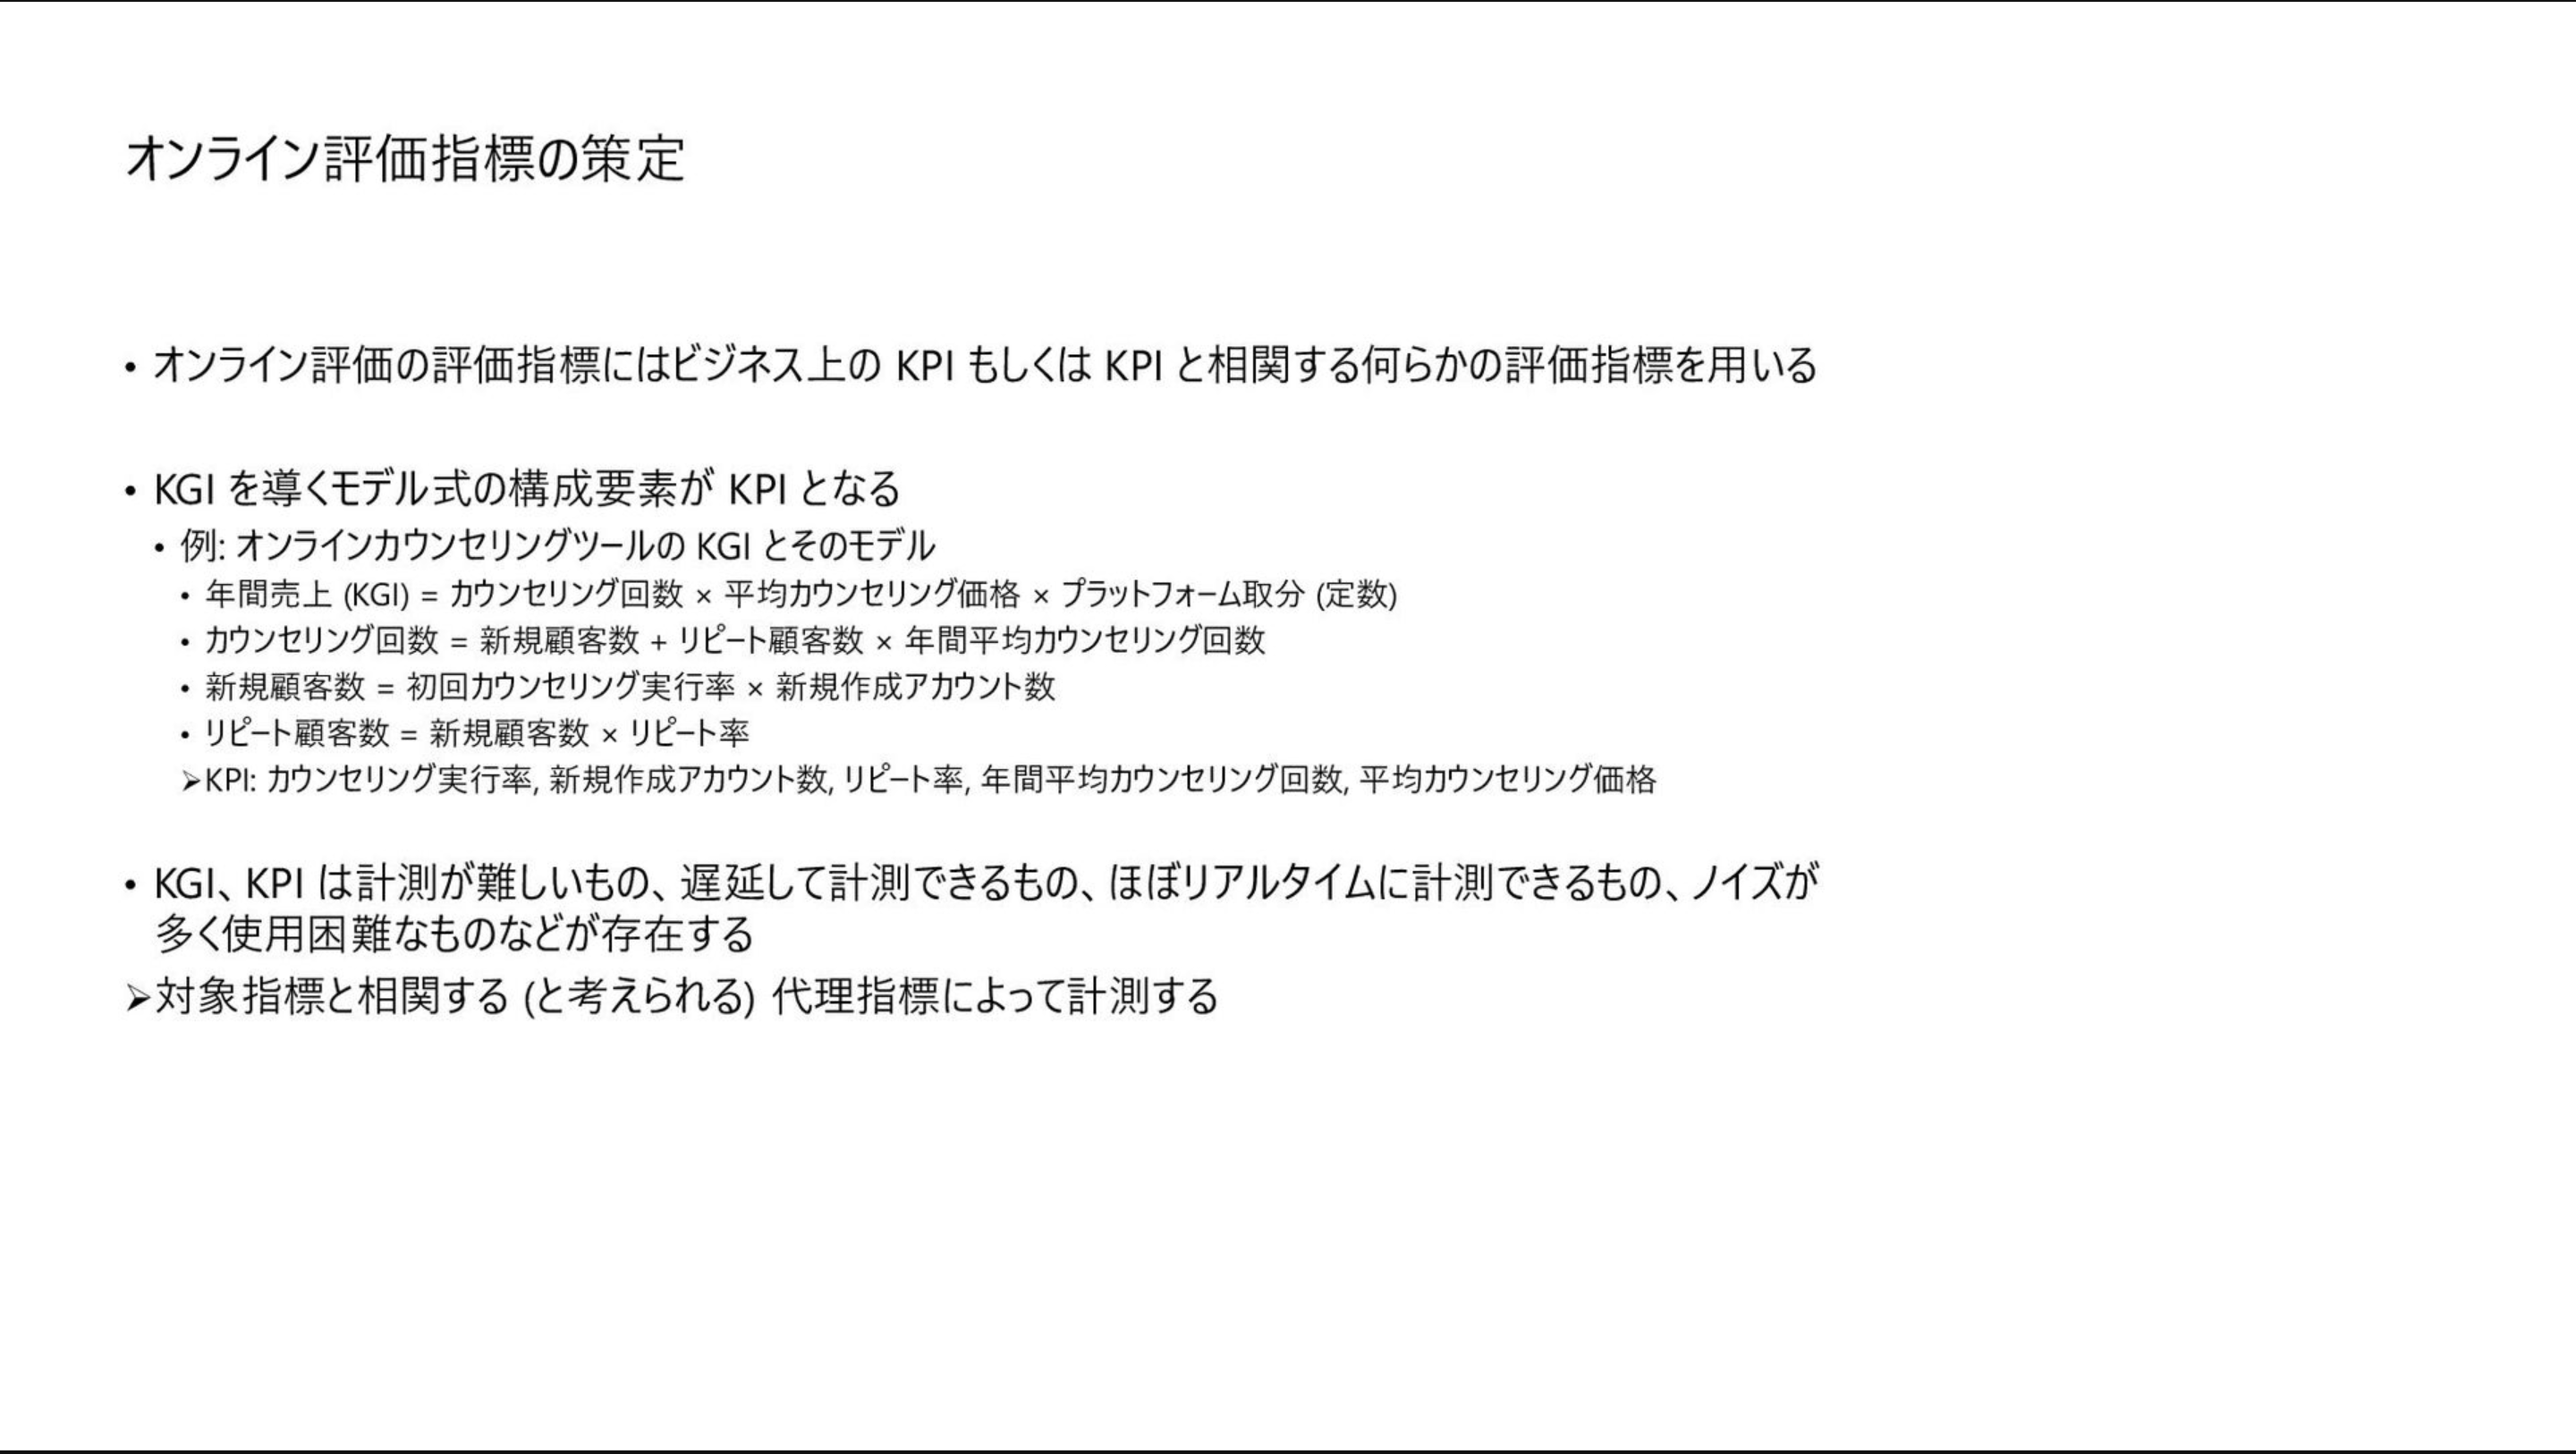 オンライン評価指標の策定
• オンライン評価の評価指標にはビジネス上の KPI もしくは KPI と相関する何らかの評価指標を用いる
• KGI を導くモデル式の構成要素が KPI となる
• 例: オンラインカウンセリングツールの KGI とそのモデル
• 年間売上 (KGI) = カウンセリング回数 × 平均カウンセリング価格 × プラットフォーム取分 (定数)
• カウンセリング回数 = 新規顧客数 + リピート顧客数 × 年間平均カウンセリング回数
• 新規顧客数 = 初回カウンセリング実行率 × 新規作成アカウント数
• リピート顧客数 = 新規顧客数 × リピート率
➢KPI: カウンセリング実行率, 新規作成アカウント数, リピート率, 年間平均カウンセリング回数, 平均カウンセリング価格
• KGI、KPI は計測が難しいもの、遅延して計測できるもの、ほぼリアルタイムに計測できるもの、ノイズが
多く使用困難なものなどが存在する
➢対象指標と相関する (と考えられる) 代理指標によって計測する